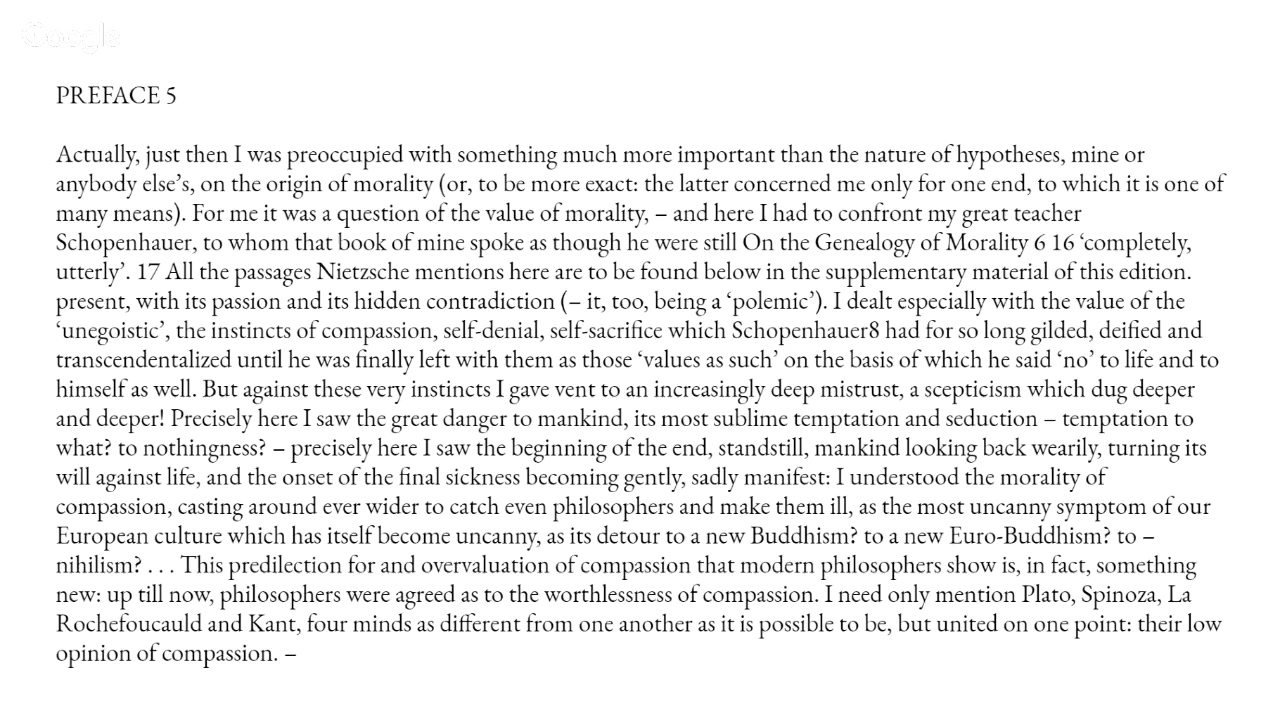 Google
PREFACE 5
Actually, just then I was preoccupied with something much more important than the nature of hypotheses, mine or
anybody else’s, on the origin of morality (or, to be more exact: the latter concerned me only for one end, to which it is one of
many means). For me it was a question of the value of morality, – and here I had to confront my great teacher
Schopenhauer, to whom that book of mine spoke as though he were still On the Genealogy of Morality 6 16 ‘completely,
utterly’. 17 All the passages Nietzsche mentions here are to be found below in the supplementary material of this edition.
present, with its passion and its hidden contradiction (– it, too, being a ‘polemic’). I dealt especially with the value of the
‘unegoistic’, the instincts of compassion, self-denial, self-sacrifice which Schopenhauer8 had for so long gilded, deified and
transcendentalized until he was finally left with them as those ‘values as such’ on the basis of which he said ‘no’ to life and to
himself as well. But against these very instincts I gave vent to an increasingly deep mistrust, a scepticism which dug deeper
and deeper! Precisely here I saw the great danger to mankind, its most sublime temptation and seduction – temptation to
what? to nothingness? – precisely here I saw the beginning of the end, standstill, mankind looking back wearily, turning its
will against life, and the onset of the final sickness becoming gently, sadly manifest: I understood the morality of
compassion, casting around ever wider to catch even philosophers and make them ill, as the most uncanny symptom of our
European culture which has itself become uncanny, as its detour to a new Buddhism? to a new Euro-Buddhism? to –
nihilism? . . . This predilection for and overvaluation of compassion that modern philosophers show is, in fact, something
new: up till now, philosophers were agreed as to the worthlessness of compassion. I need only mention Plato, Spinoza, La
Rochefoucauld and Kant, four minds as different from one another as it is possible to be, but united on one point: their low
opinion of compassion. –